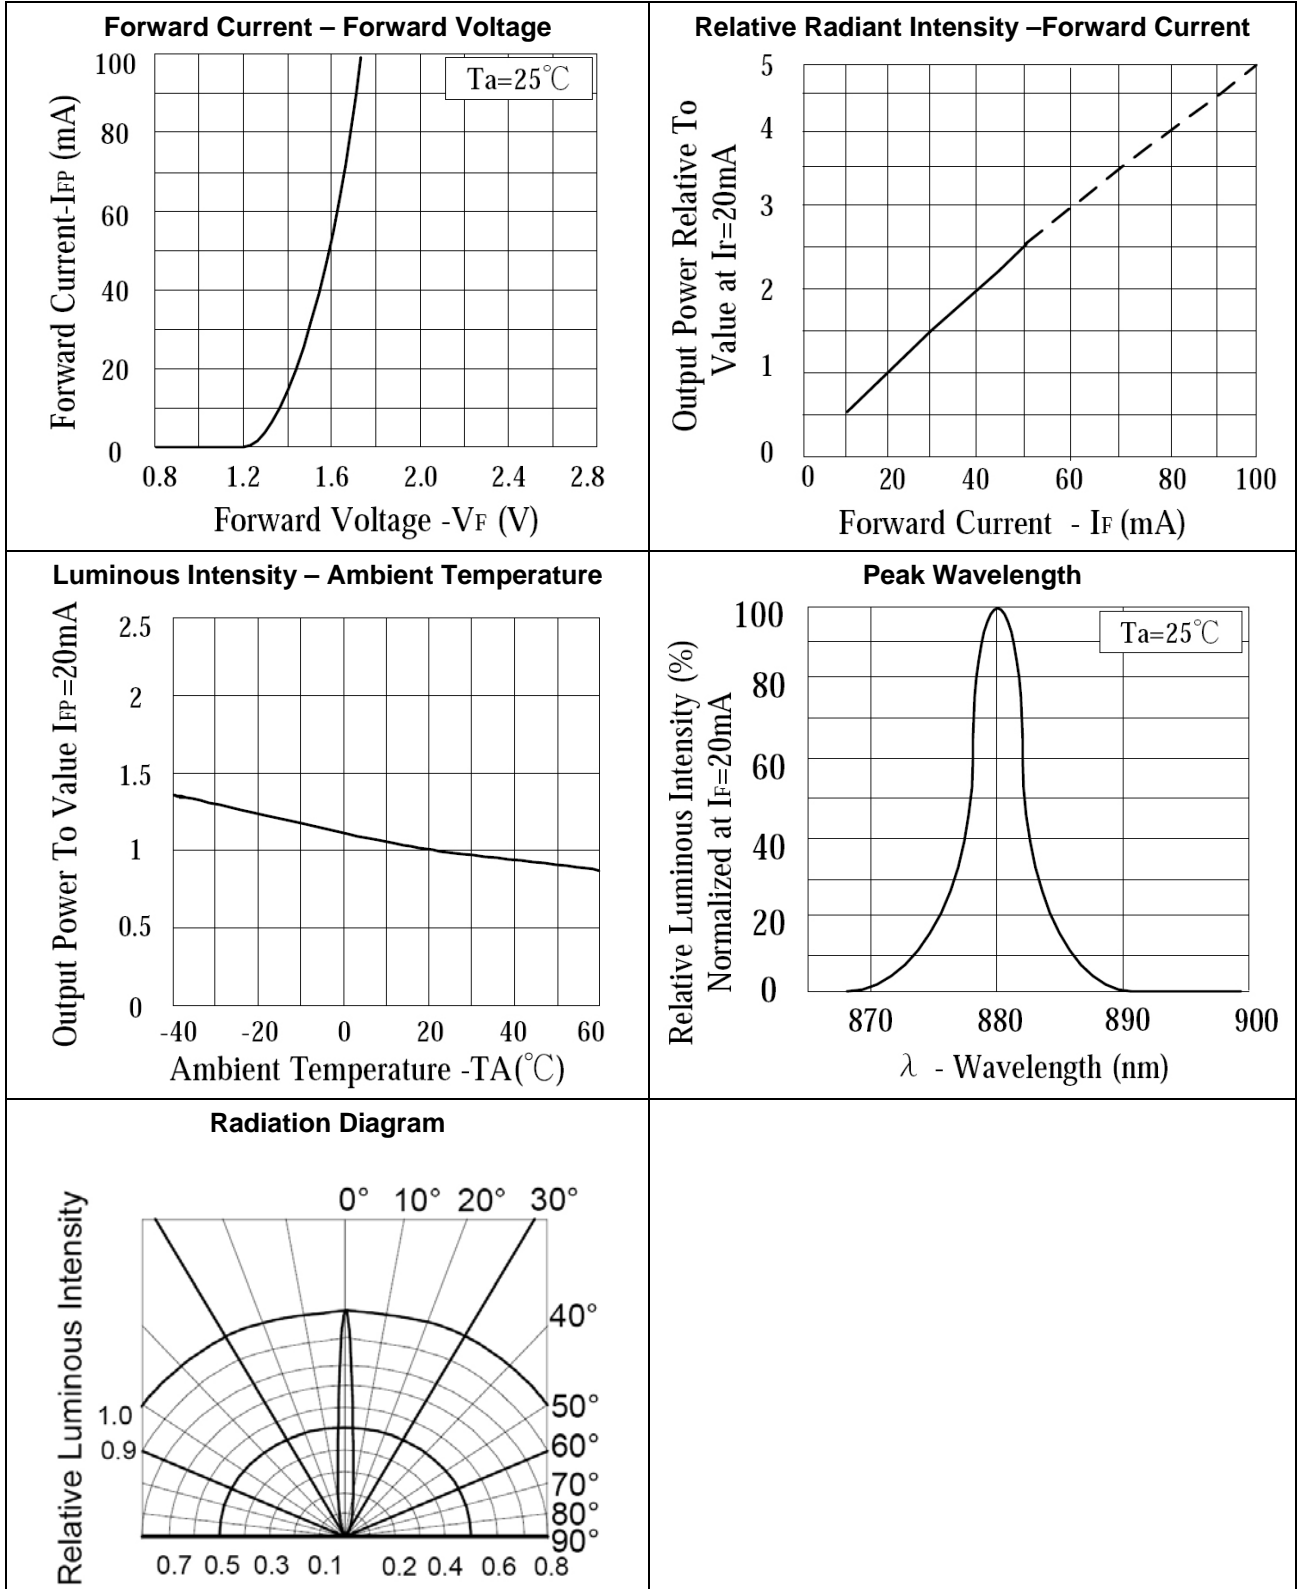 Forward Current – Forward Voltage
100
80
60
40
20
0
Forward Current-IFP (mA)
Ta=25℃
0.8 1.2 1.6 2.0 2.4 2.8
Forward Voltage -VF (V)
Relative Radiant Intensity –Forward Current
5
4
3
2
1
0
Output Power Relative To
Value at Ir=20mA
0 20 40 60 80 100
Forward Current - IF (mA)
Luminous Intensity – Ambient Temperature
2.5
2
1.5
1
0.5
0
Output Power To Value IFP=20mA
-40 -20 0 20 40 60
Ambient Temperature -TA(℃)
Peak Wavelength
100
80
60
40
20
0
Relative Luminous Intensity (%)
Normalized at IF=20mA
Ta=25℃
870 880 890 900
λ - Wavelength (nm)
Radiation Diagram
Relative Luminous Intensity
0° 10° 20° 30°
40°
50°
60°
70°
80°
90°
1.0
0.9
0.7 0.5 0.3 0.1 0.2 0.4 0.6 0.8